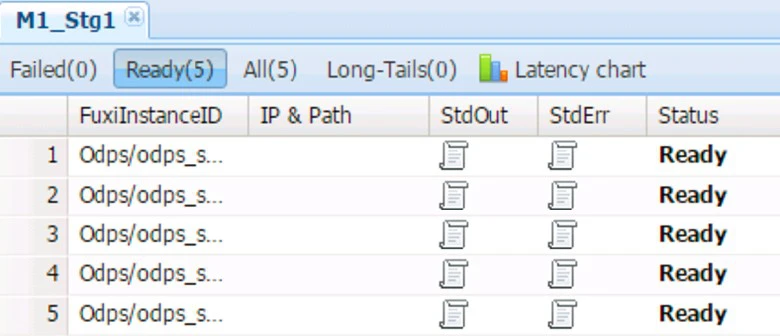 M1_Stg1
Failed(0) Ready(5) All(5) Long-Tails(0) Latency chart
FuxiInstanceID IP & Path StdOut StdErr Status
1 Odps/odps_s... Ready
2 Odps/odps_s... Ready
3 Odps/odps_s... Ready
4 Odps/odps_s... Ready
5 Odps/odps_s... Ready